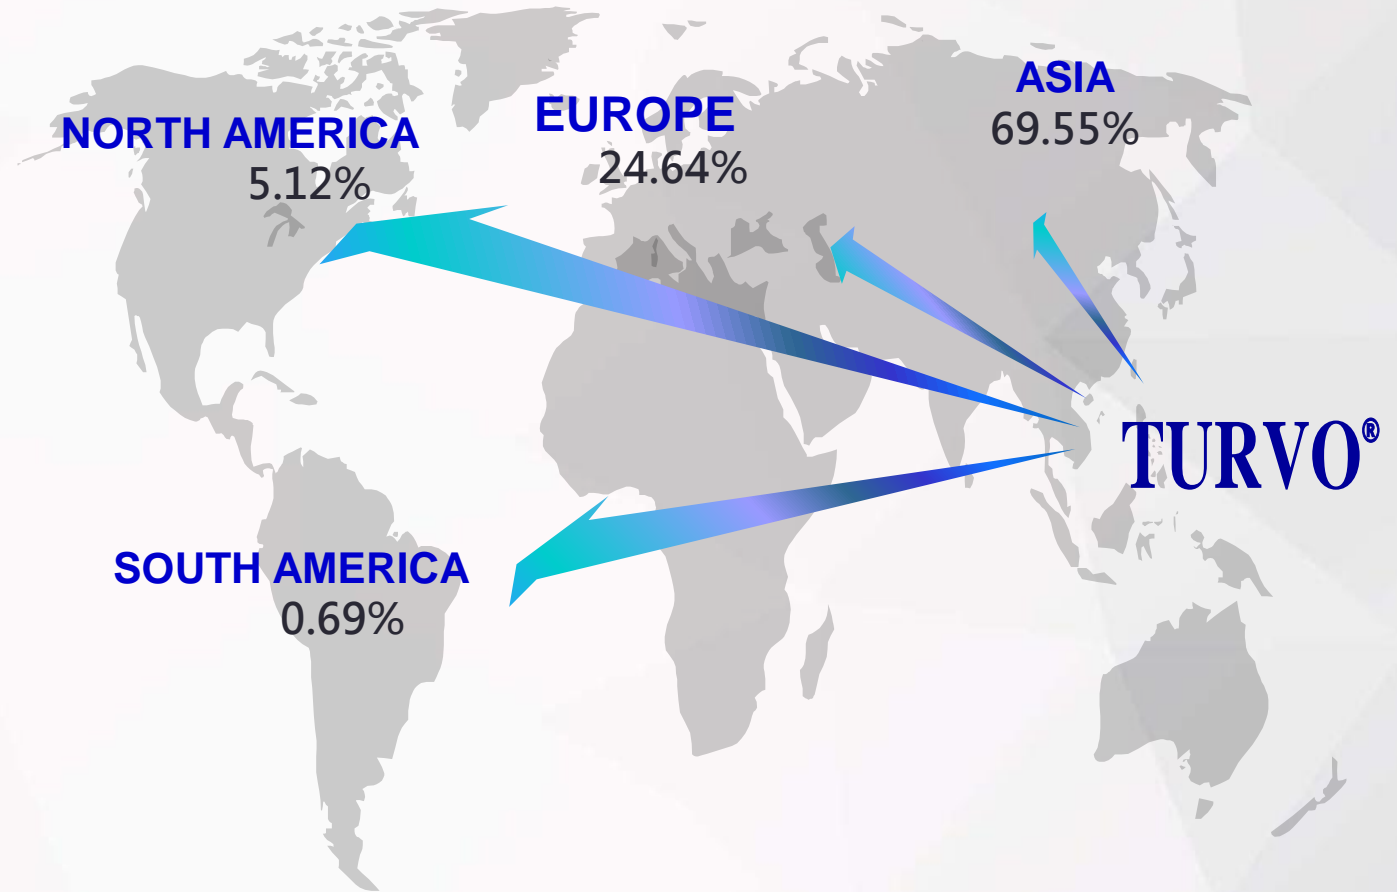 ASIA
69.55%
EUROPE
24.64%
NORTH AMERICA
5.12%
TURVO®
SOUTH AMERICA
0.69%